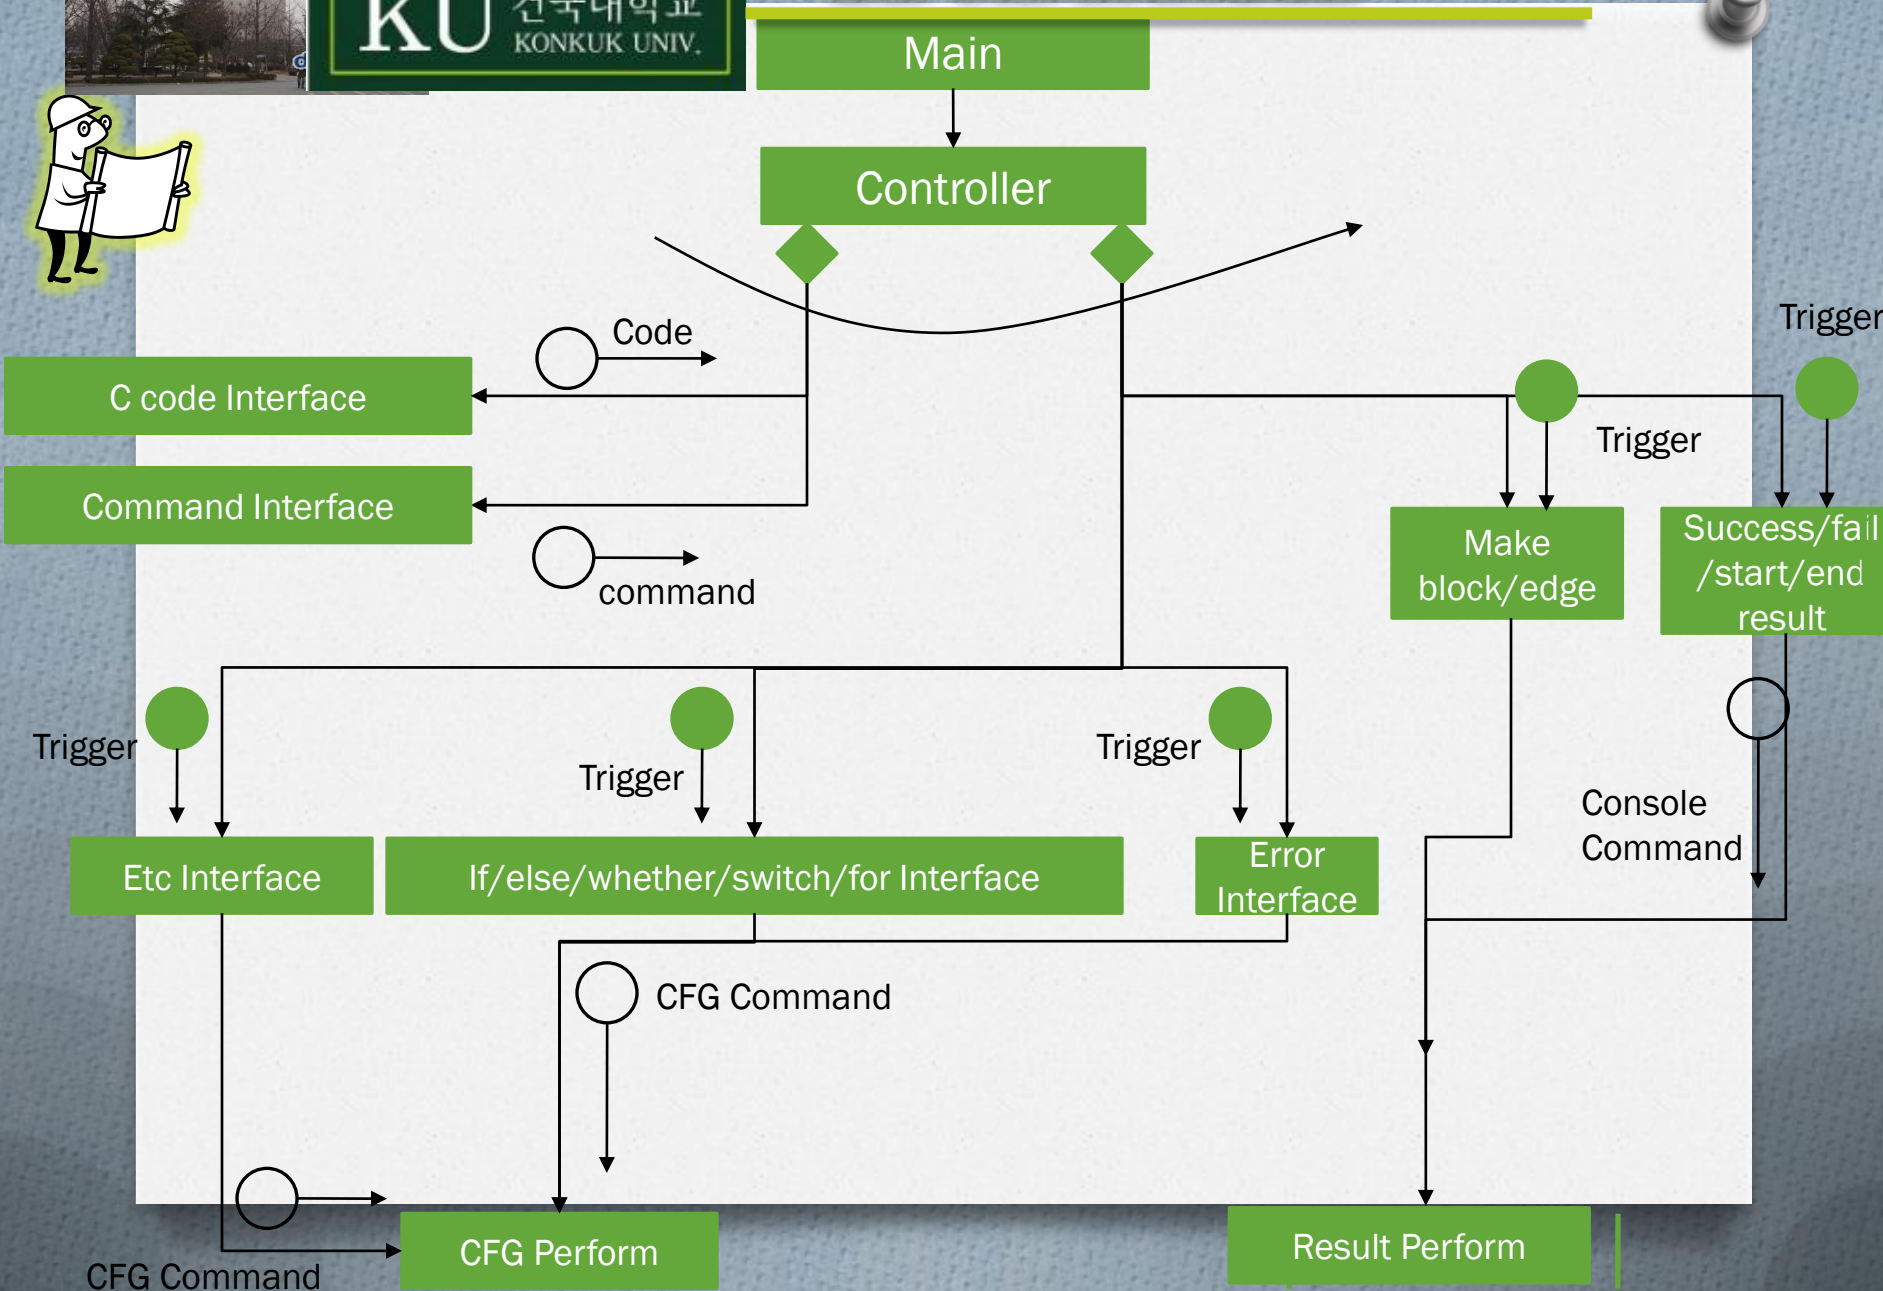 KU 건국대학교
KONKUK UNIV.
Main
Controller
Code
Trigger
C code Interface
Trigger
Command Interface
command
Make
block/edge
Success/fail
/start/end
result
Trigger
Trigger
Trigger
Console
Command
Etc Interface
If/else/whether/switch/for Interface
Error
Interface
CFG Command
CFG Perform
Result Perform
CFG Command